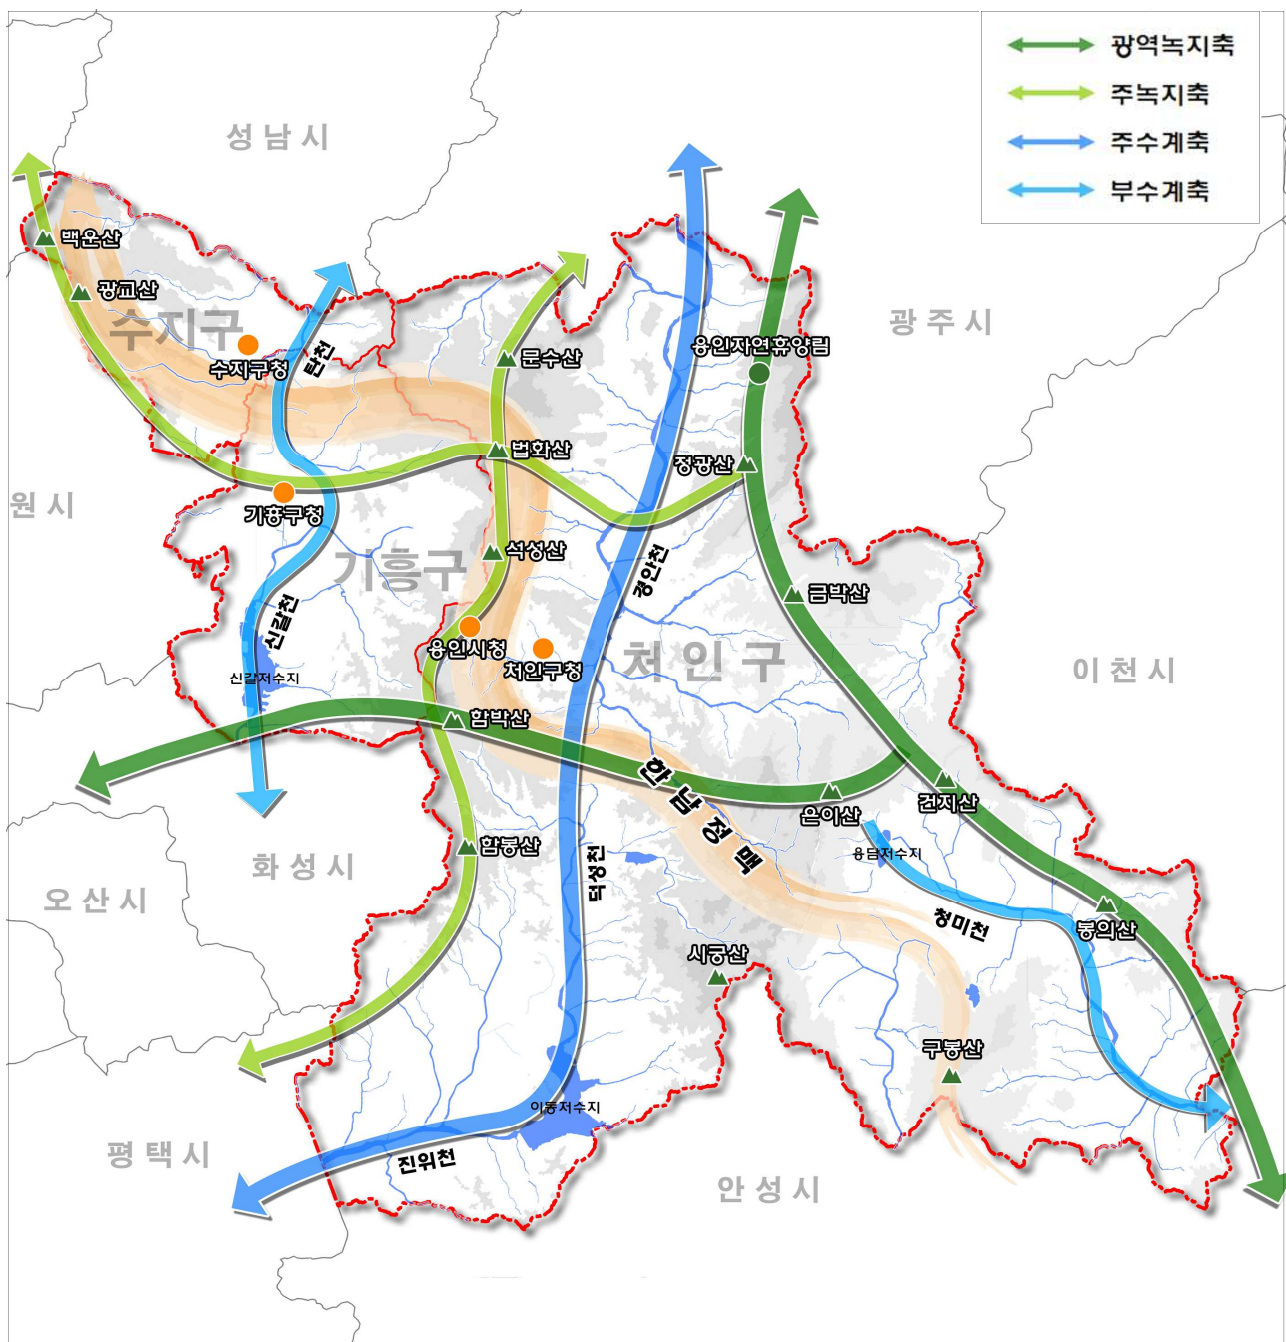 광역녹지축
주녹지축
주수계축
부수계축
성남시
백운산
광교산
수지구
수지구청
탄천
문수산
용인자연휴양림
광주시
법화산
정광산
원시
기흥구청
기흥구
석성산
경안천
금박산
신갈천
용인시청
처인구청
처인구
이천시
신갈저수지
함박산
한남정맥
은이산
건지산
화성시
함봉산
덕성천
용담저수지
오산시
청미천
봉의산
시궁산
구봉산
이동저수지
평택시
진위천
안성시